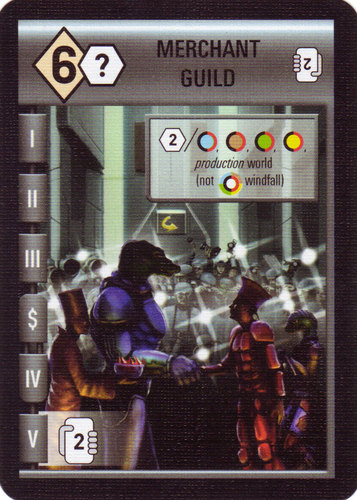 6 ?
MERCHANT
GUILD
2
I
II
III
$
IV
V
2 / , , ,
production world
(not windfall)
2